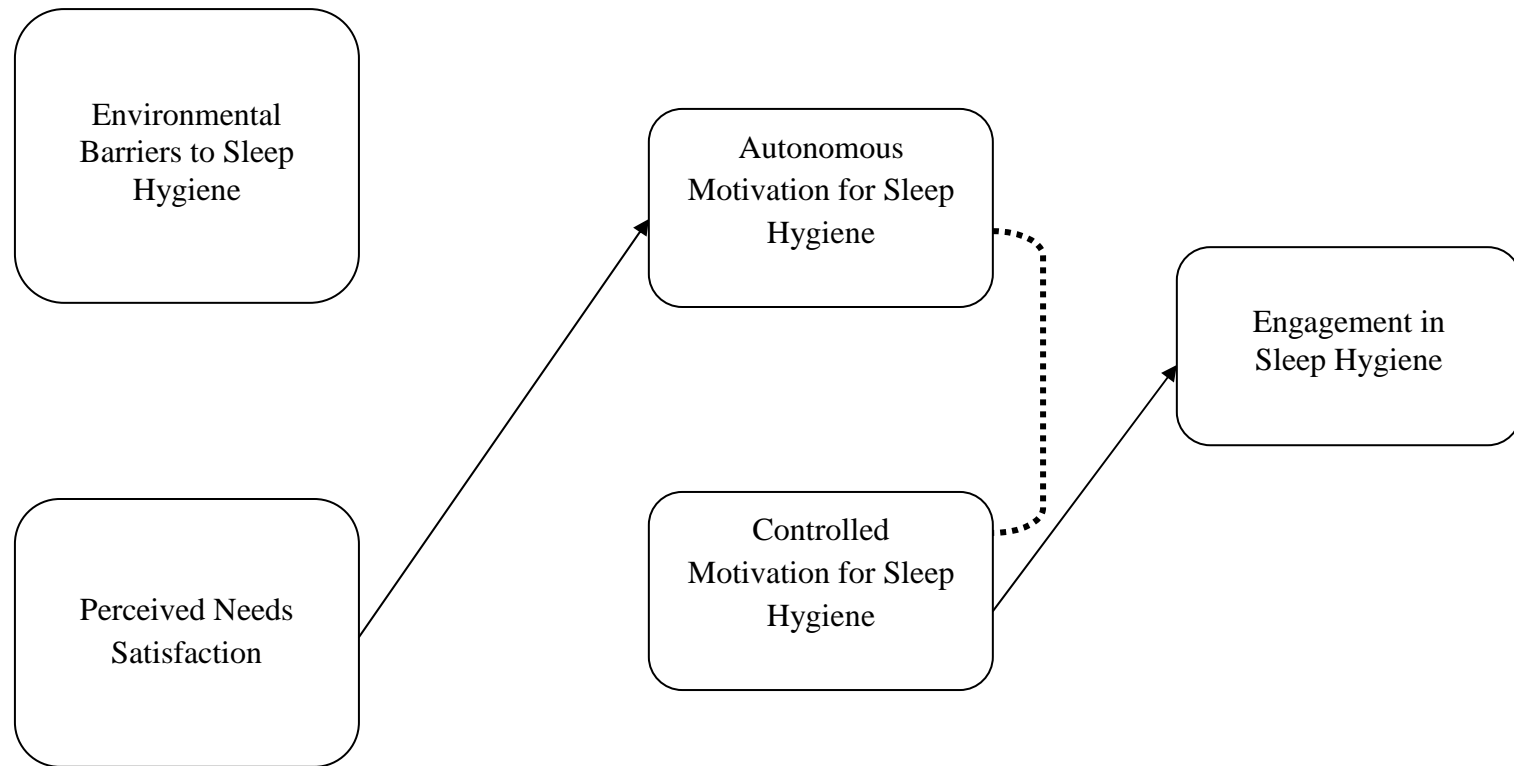 Environmental
Barriers to Sleep
Hygiene
Autonomous
Motivation for Sleep
Hygiene
Engagement in
Sleep Hygiene
Controlled
Motivation for Sleep
Hygiene
Perceived Needs
Satisfaction